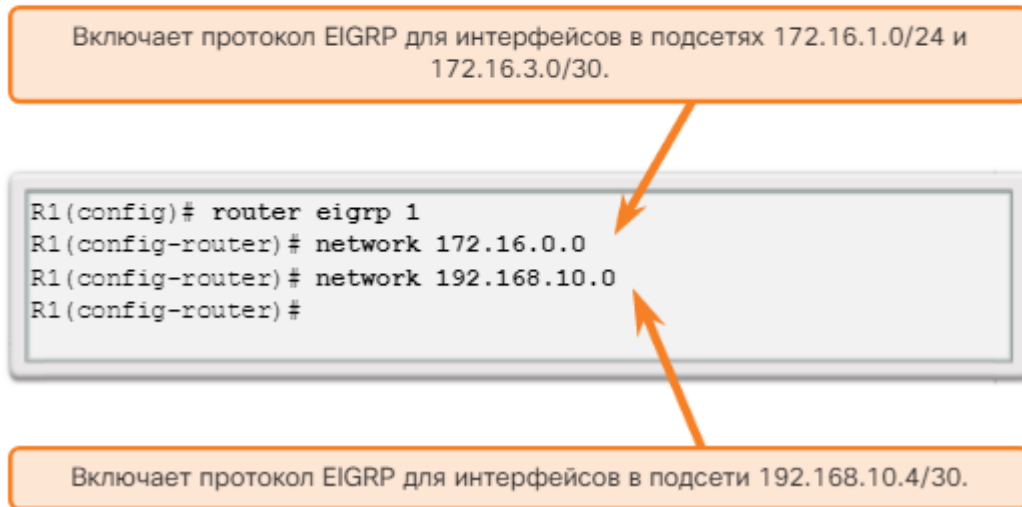 Включает протокол EIGRP для интерфейсов в подсетях 172.16.1.0/24 и
172.16.3.0/30.
R1(config)# router eigrp 1
R1(config-router)# network 172.16.0.0
R1(config-router)# network 192.168.10.0
R1(config-router)#
Включает протокол EIGRP для интерфейсов в подсети 192.168.10.4/30.